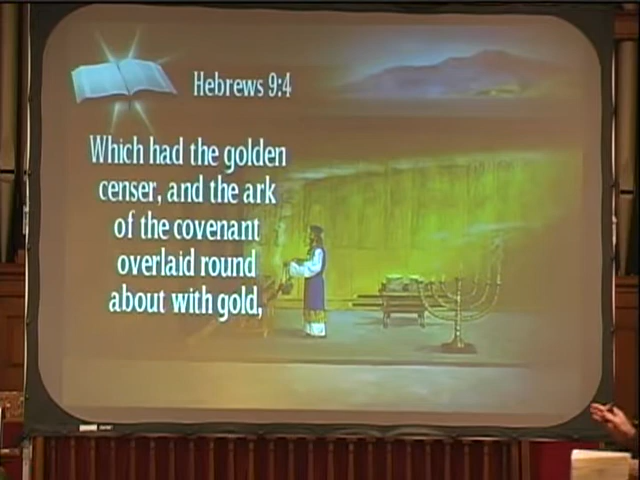 Hebrews 9:4
Which had the golden
censer, and the ark
of the covenant
overlaid round
about with gold,